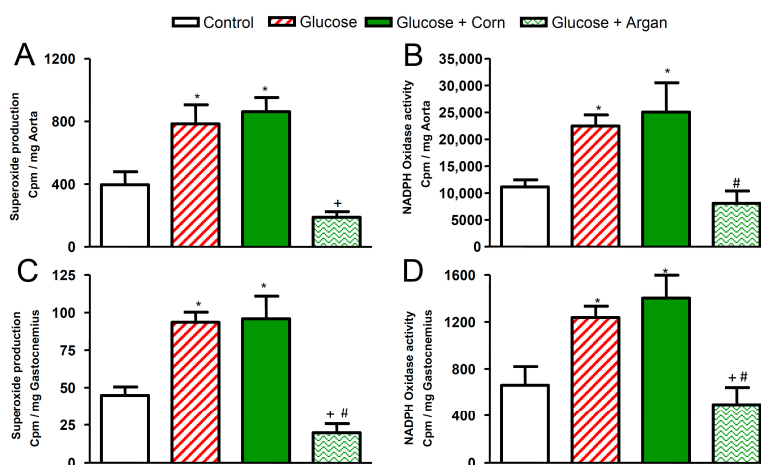 Control Glucose Glucose + Corn Glucose + Argan
A
Superoxide production
Cpm / mg Aorta
1200
800
400
0
* *
+
B
NADPH Oxidase activity
Cpm / mg Aorta
35,000
30,000
25,000
20,000
15,000
10,000
5000
0
* *
#
C
Superoxide production
Cpm / mg Gastocnemius
125
100
75
50
25
0
* *
+ #
D
NADPH Oxidase activity
Cpm / mg Gastocnemius
1600
1200
800
400
0
* *
+ #